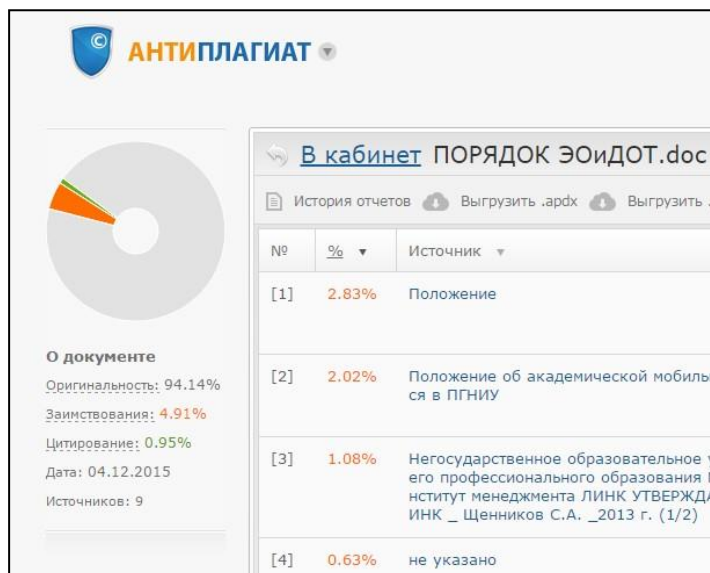 ©
АНТИПЛАГИАТ
В кабинет ПОРЯДОК ЭОиДОТ.doc
История отчетов Выгрузить .apdx Выгрузить .
№ % Источник
[1] 2.83% Положение
[2] 2.02% Положение об академической мобиль
ся в ПГНИУ
[3] 1.08% Негосударственное образовательное
его профессионального образования
нститут менеджмента ЛИНК УТВЕРЖДА
ИНК _ Щенников С.А. _2013 г. (1/2)
[4] 0.63% не указано
О документе
Оригинальность: 94.14%
Заимствования: 4.91%
Цитирование: 0.95%
Дата: 04.12.2015
Источников: 9